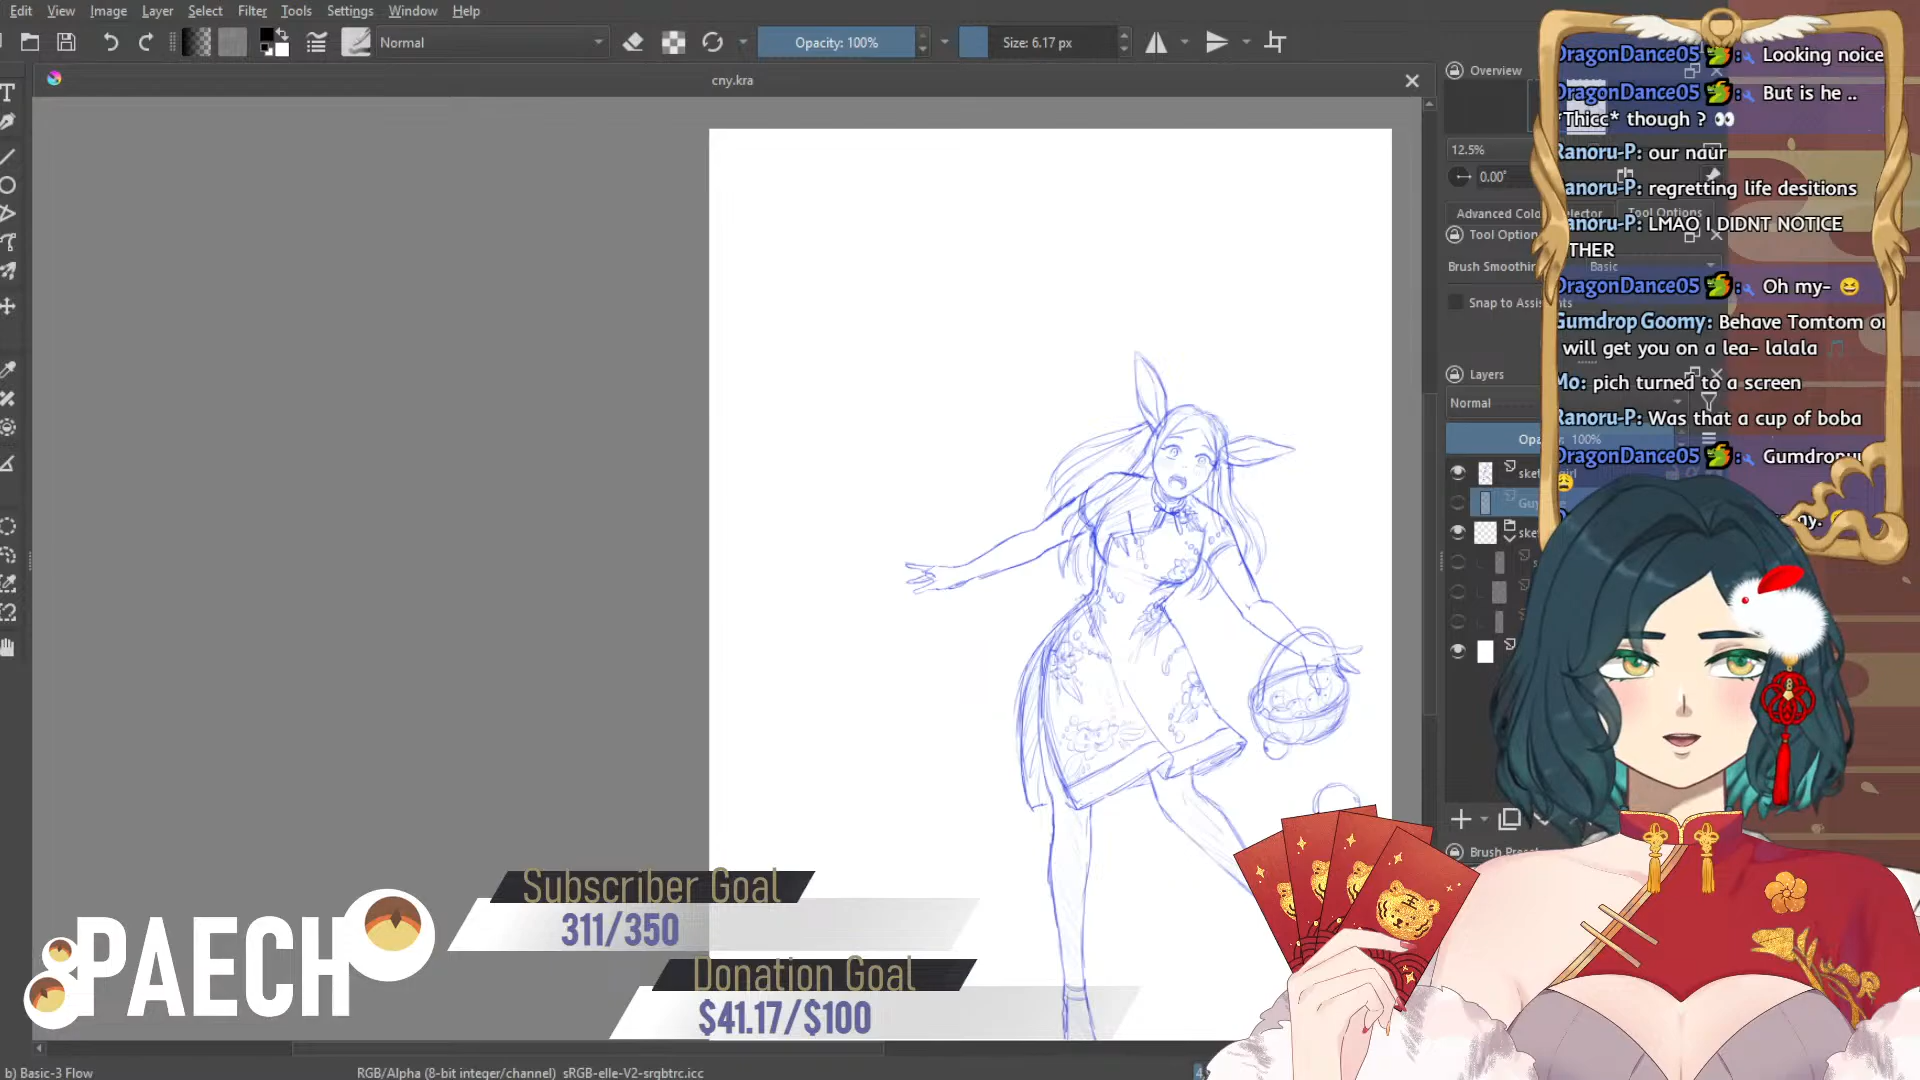 Edit View Image Layer Select Filter Tools Settings Window Help
Normal
Opacity: 100%
Size: 6.17 px
cny.kra
Overview
12.5%
0.00°
Tool Options
Brush Smoothing
Basic
Snap to Assistants
Layers
Normal
100%
DragonDance05: Looking noice
DragonDance05: But is he ..
*Thicc* though ? 👀
Ranoru-P: our naur
Ranoru-P: regretting life desitions
Ranoru-P: LMAO I DIDNT NOTICE
DragonDance05: Oh my- 😆
Gumdrop Goomy: Behave Tomtom or
will get you on a lea- lalala 🎵
Mo: pich turned to a screen
Ranoru-P: Was that a cup of boba
DragonDance05:
Subscriber Goal
311/350
Donation Goal
$41.17/$100
PAECH
b) Basic-3 Flow
RGB/Alpha (8-bit integer/channel) sRGB-elle-V2-srgbtrc.icc